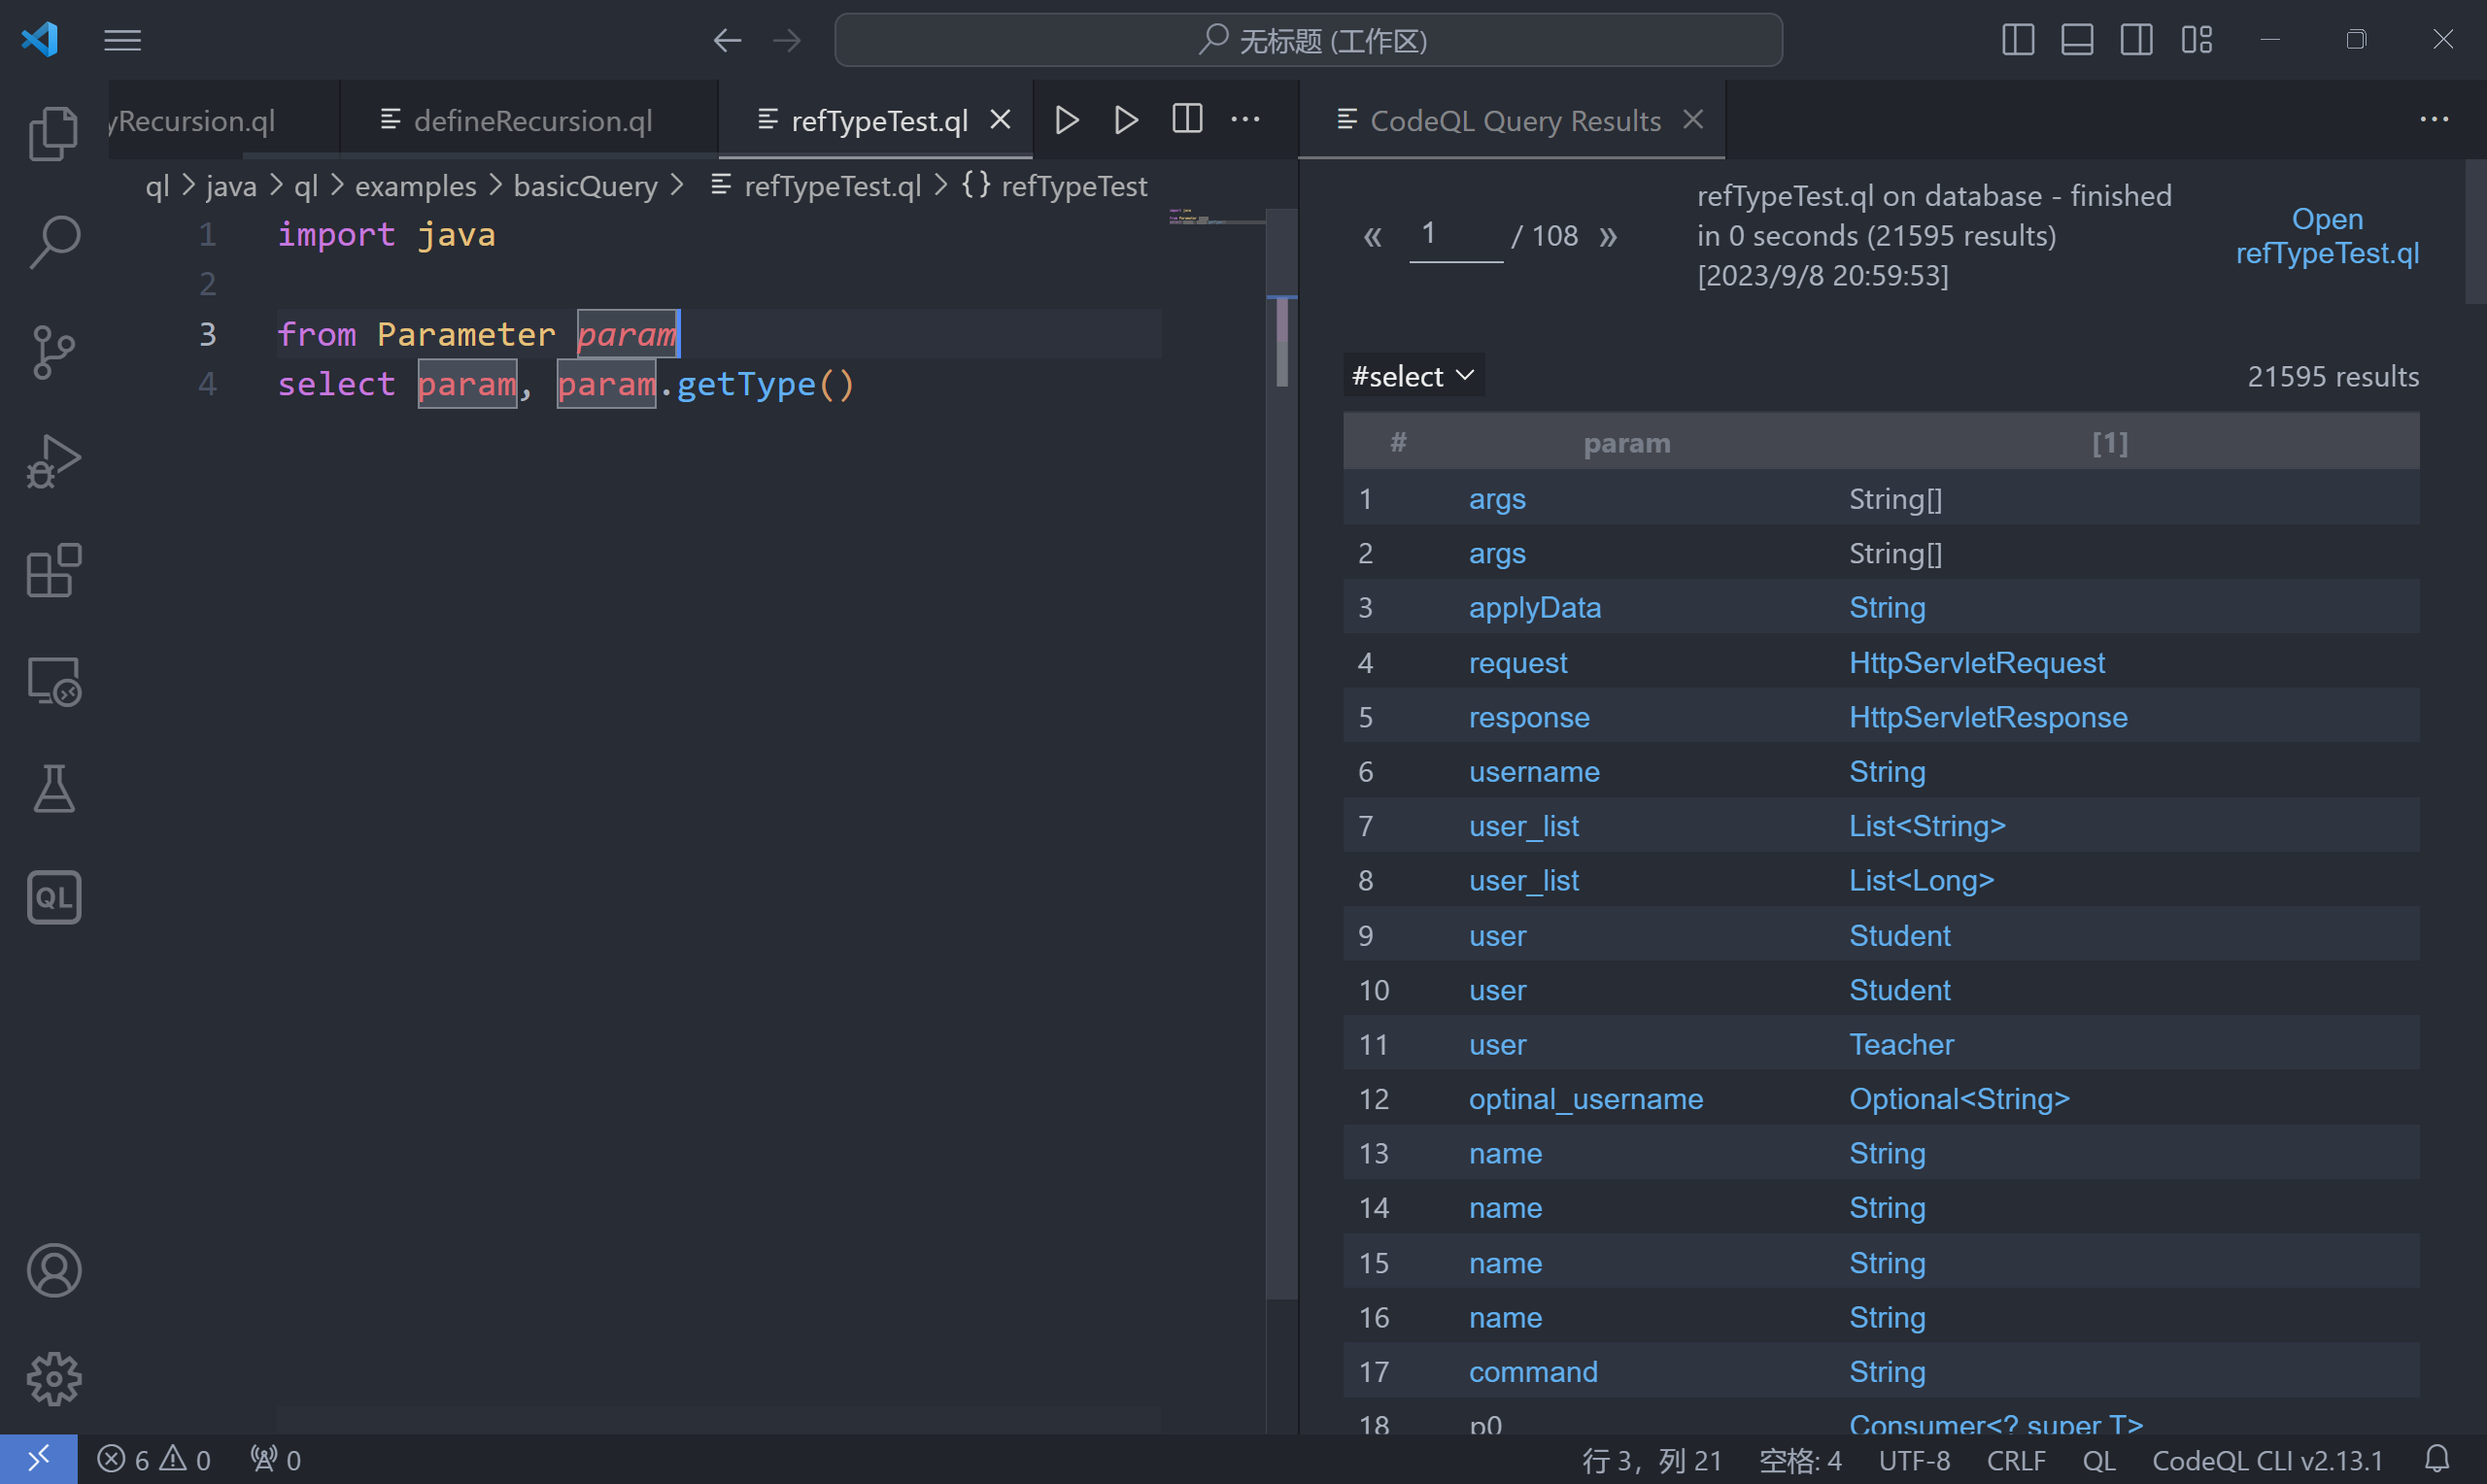 无标题 (工作区)
yRecursion.ql
defineRecursion.ql
refTypeTest.ql
ql > java > ql > examples > basicQuery > refTypeTest.ql > {} refTypeTest
1 import java
2
3 from Parameter param
4 select param, param.getType()
CodeQL Query Results
« 1 / 108 »
refTypeTest.ql on database - finished
in 0 seconds (21595 results)
[2023/9/8 20:59:53]
Open
refTypeTest.ql
#select
21595 results
# param [1]
1 args String[]
2 args String[]
3 applyData String
4 request HttpServletRequest
5 response HttpServletResponse
6 username String
7 user_list List<String>
8 user_list List<Long>
9 user Student
10 user Student
11 user Teacher
12 optinal_username Optional<String>
13 name String
14 name String
15 name String
16 name String
17 command String
18 p0 Consumer<? super T>
QL
6 0 0
行 3，列 21 空格: 4 UTF-8 CRLF QL CodeQL CLI v2.13.1